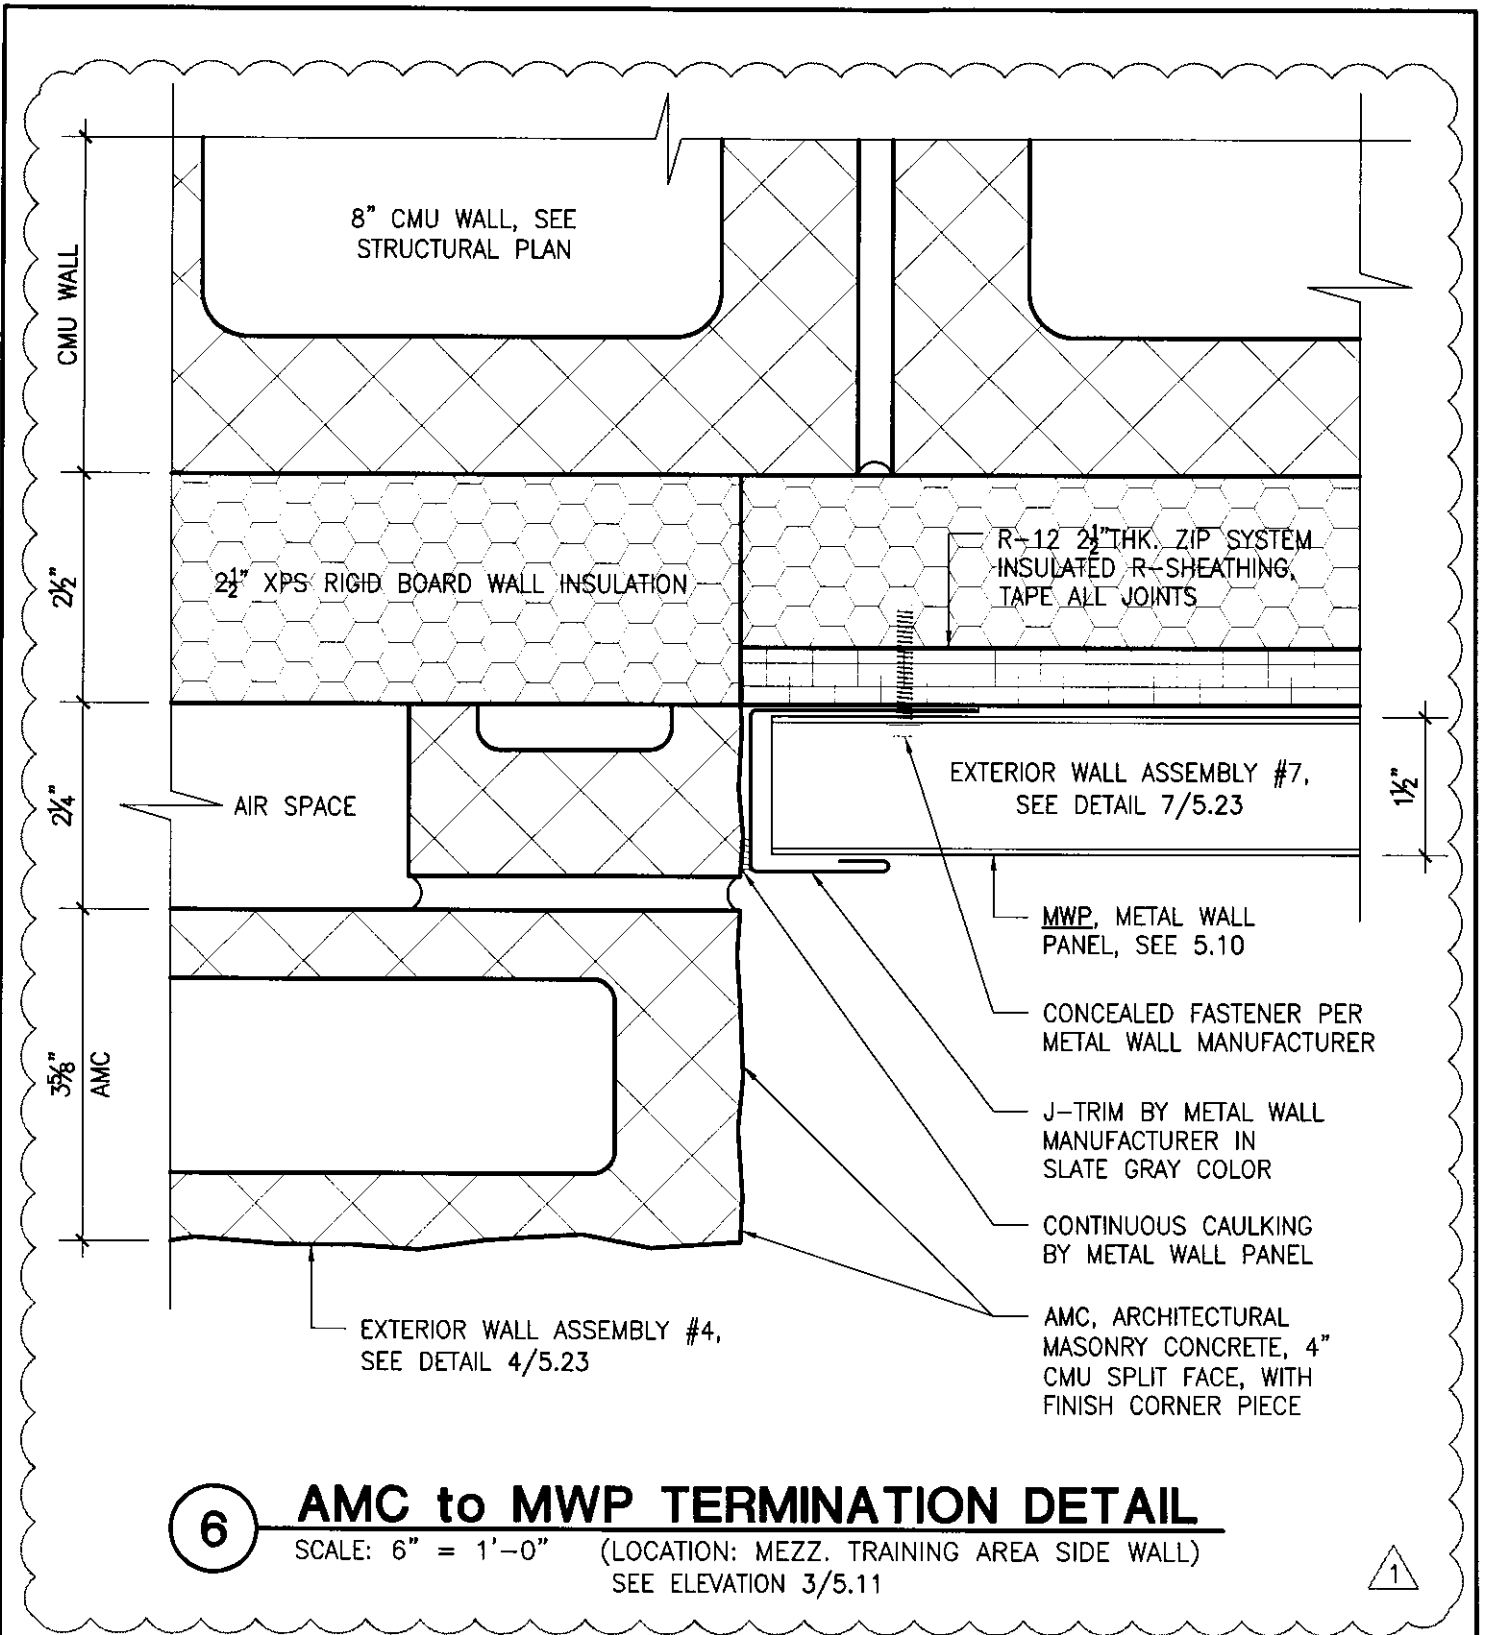 8" CMU WALL, SEE
STRUCTURAL PLAN
CMU WALL
2½"
2½" XPS RIGID BOARD WALL INSULATION
R-12 2½" THK. ZIP SYSTEM
INSULATED R-SHEATHING,
TAPE ALL JOINTS
2¼"
AIR SPACE
EXTERIOR WALL ASSEMBLY #7,
SEE DETAIL 7/5.23
1½"
MWP, METAL WALL
PANEL, SEE 5.10
CONCEALED FASTENER PER
METAL WALL MANUFACTURER
3⅝"
AMC
J-TRIM BY METAL WALL
MANUFACTURER IN
SLATE GRAY COLOR
CONTINUOUS CAULKING
BY METAL WALL PANEL
AMC, ARCHITECTURAL
MASONRY CONCRETE, 4"
CMU SPLIT FACE, WITH
FINISH CORNER PIECE
EXTERIOR WALL ASSEMBLY #4,
SEE DETAIL 4/5.23
6
AMC to MWP TERMINATION DETAIL
SCALE: 6" = 1'-0" (LOCATION: MEZZ. TRAINING AREA SIDE WALL)
SEE ELEVATION 3/5.11
1